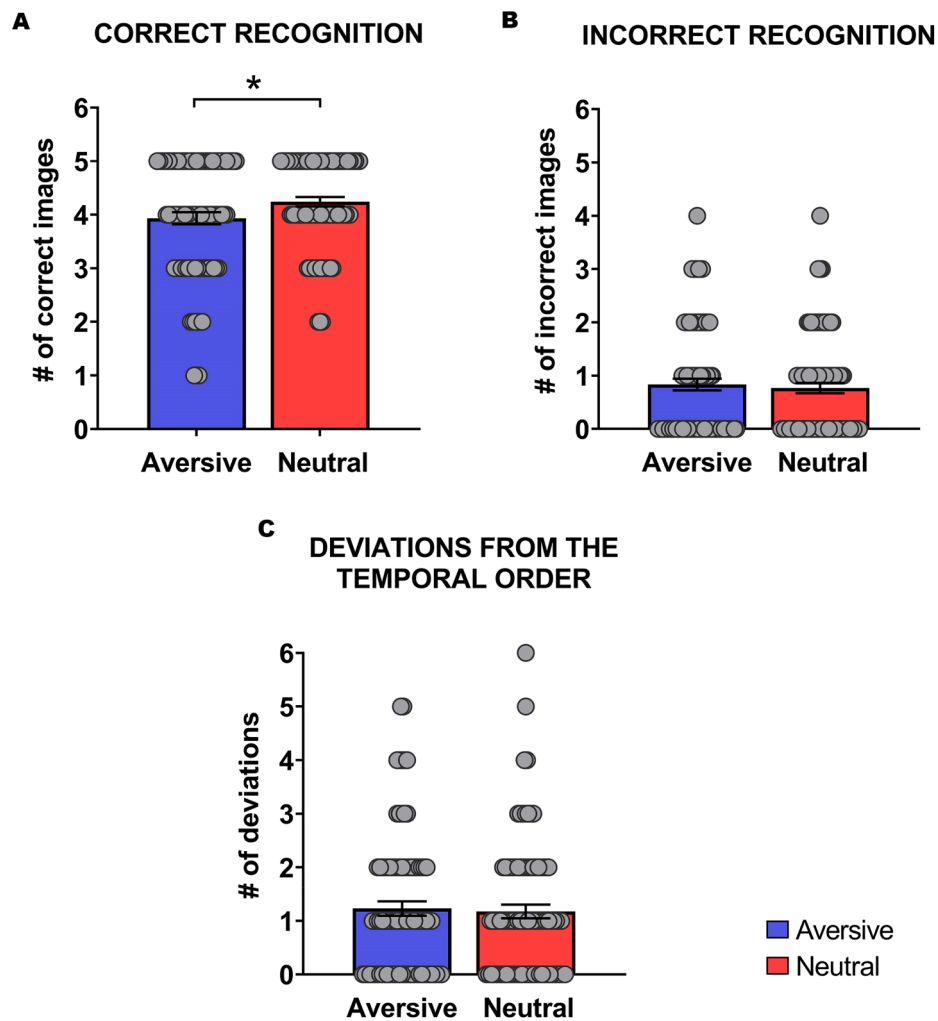 A
CORRECT RECOGNITION
*
# of correct images
6
5
4
3
2
1
0
Aversive
Neutral
B
INCORRECT RECOGNITION
# of incorrect images
6
5
4
3
2
1
0
Aversive
Neutral
C
DEVIATIONS FROM THE
TEMPORAL ORDER
# of deviations
6
5
4
3
2
1
0
Aversive
Neutral
Aversive
Neutral